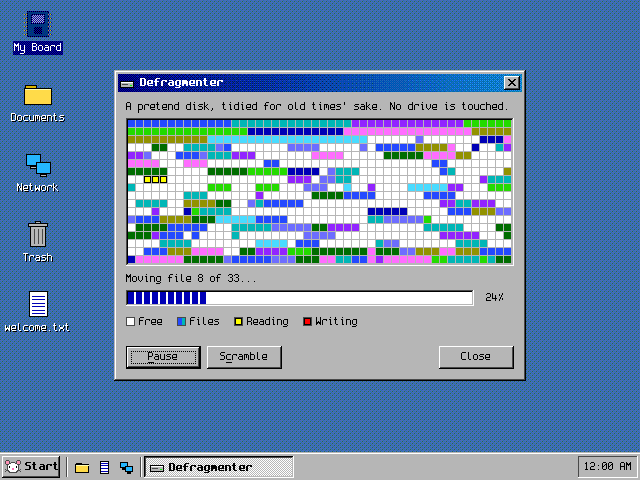 My Board
Documents
Network
Trash
welcome.txt
Defragmenter
A pretend disk, tidied for old times' sake. No drive is touched.
Moving file 8 of 33...
24%
Free Files Reading Writing
Pause Scramble Close
Start Defragmenter 12:00 AM